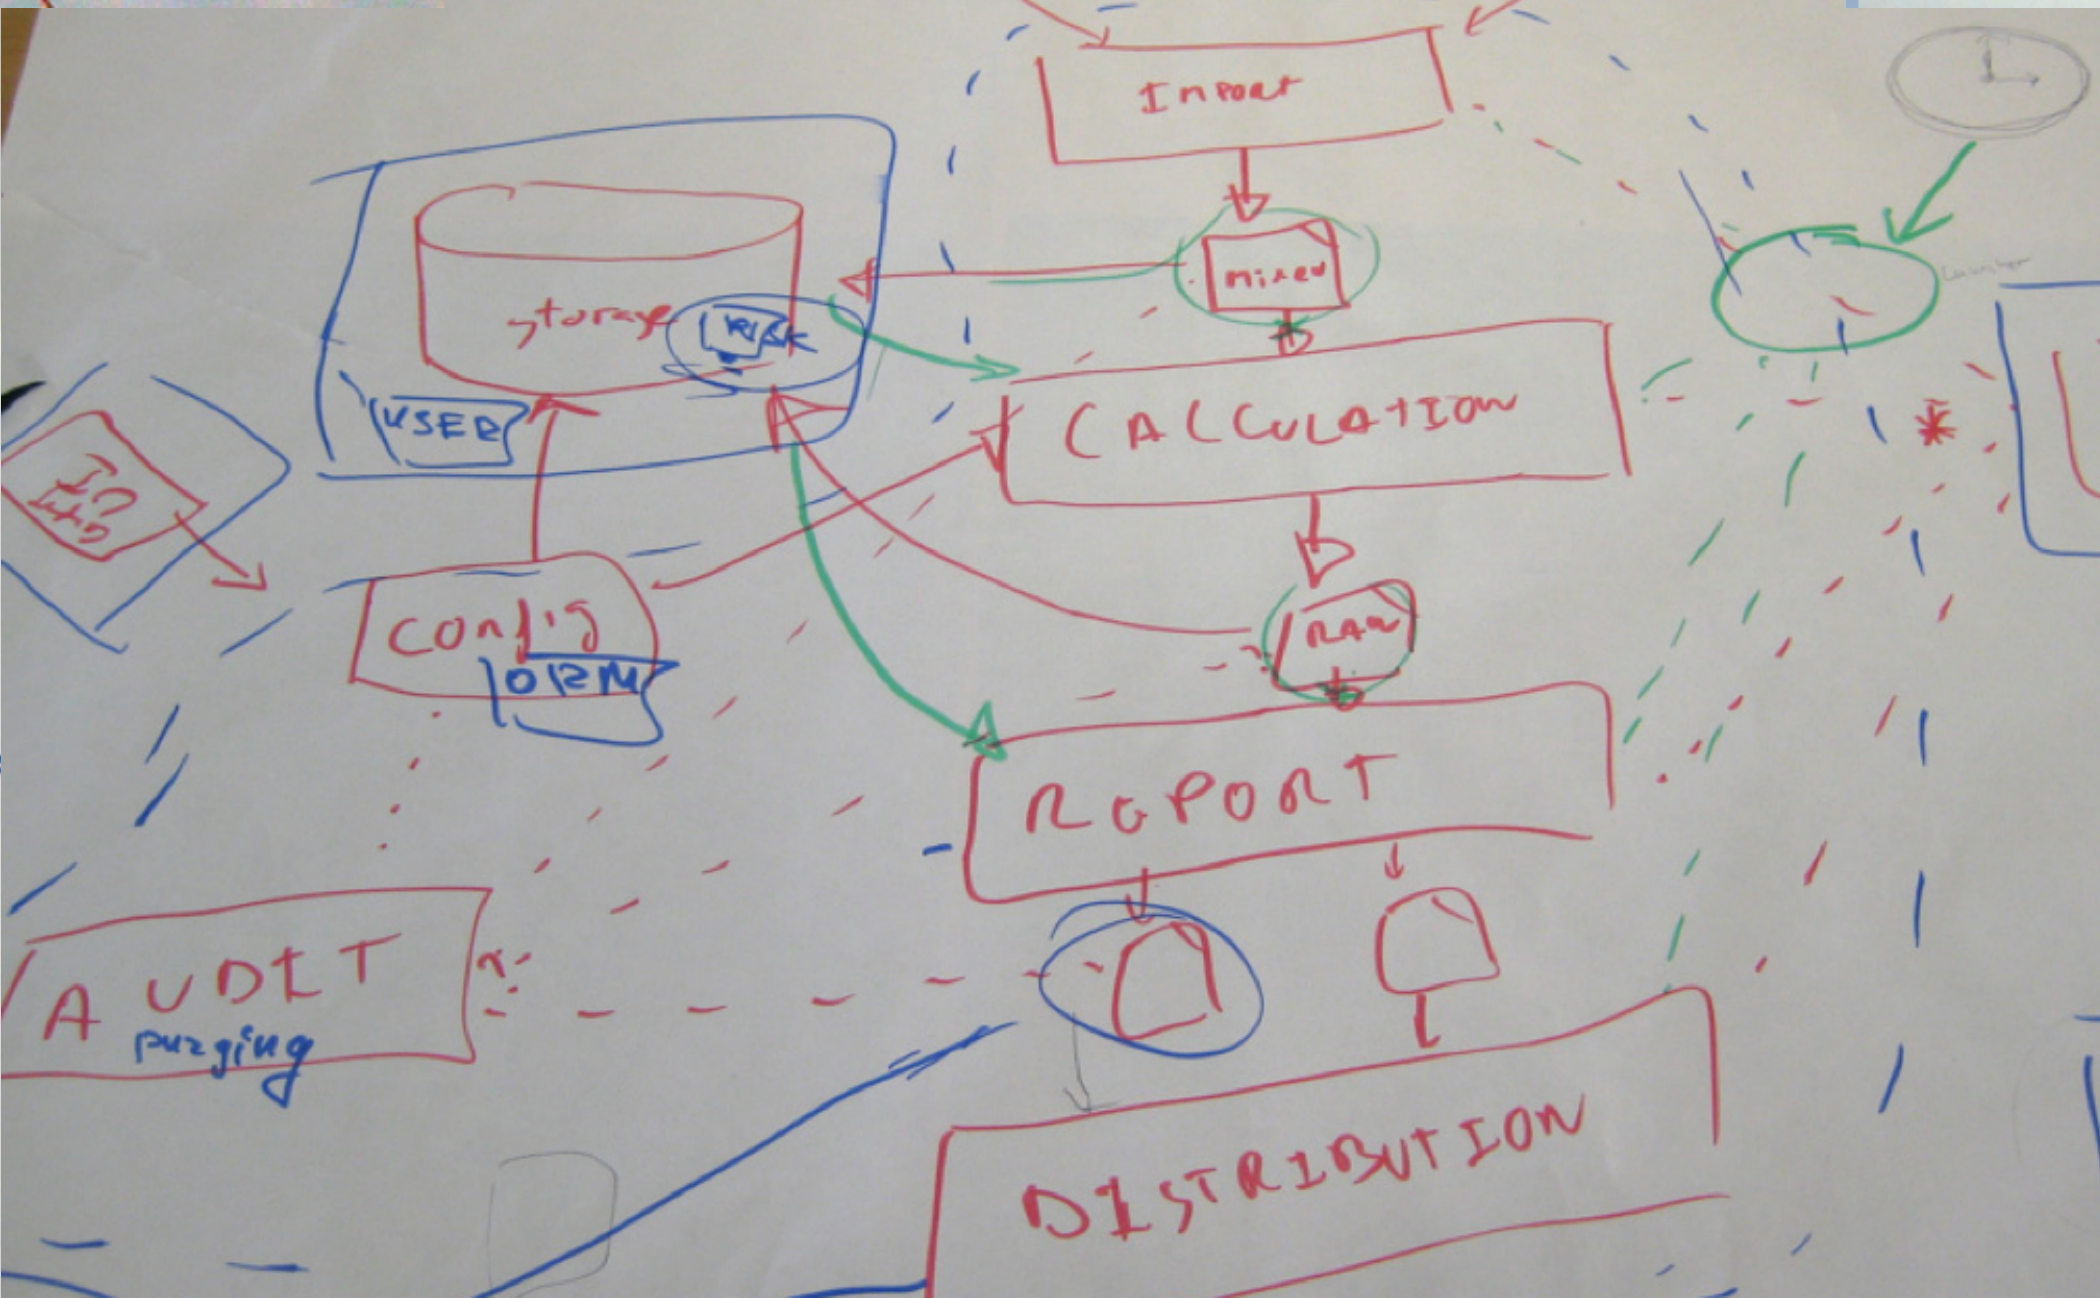 Import
mixed
storage
RISK
USER
CALCULATION
RAW
Config
ORM
REPORT
AUDIT
purging
DISTRIBUTION